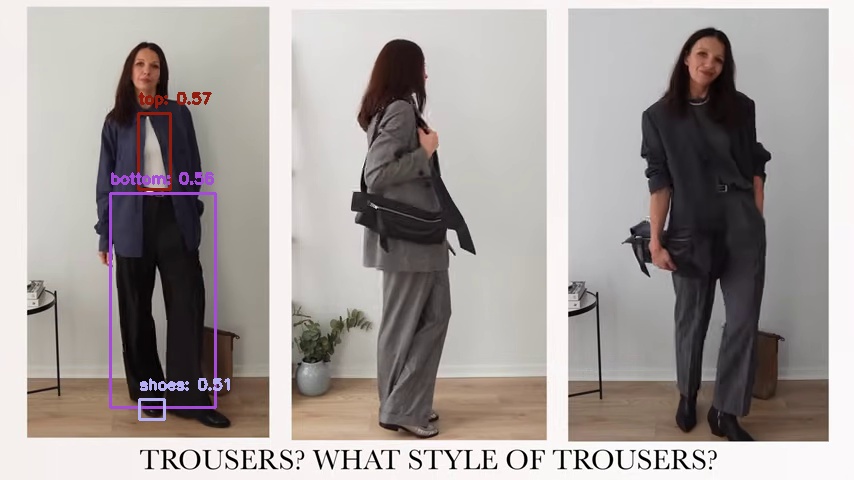 top: 0.57
bottom: 0.56
shoes: 0.51
TROUSERS? WHAT STYLE OF TROUSERS?